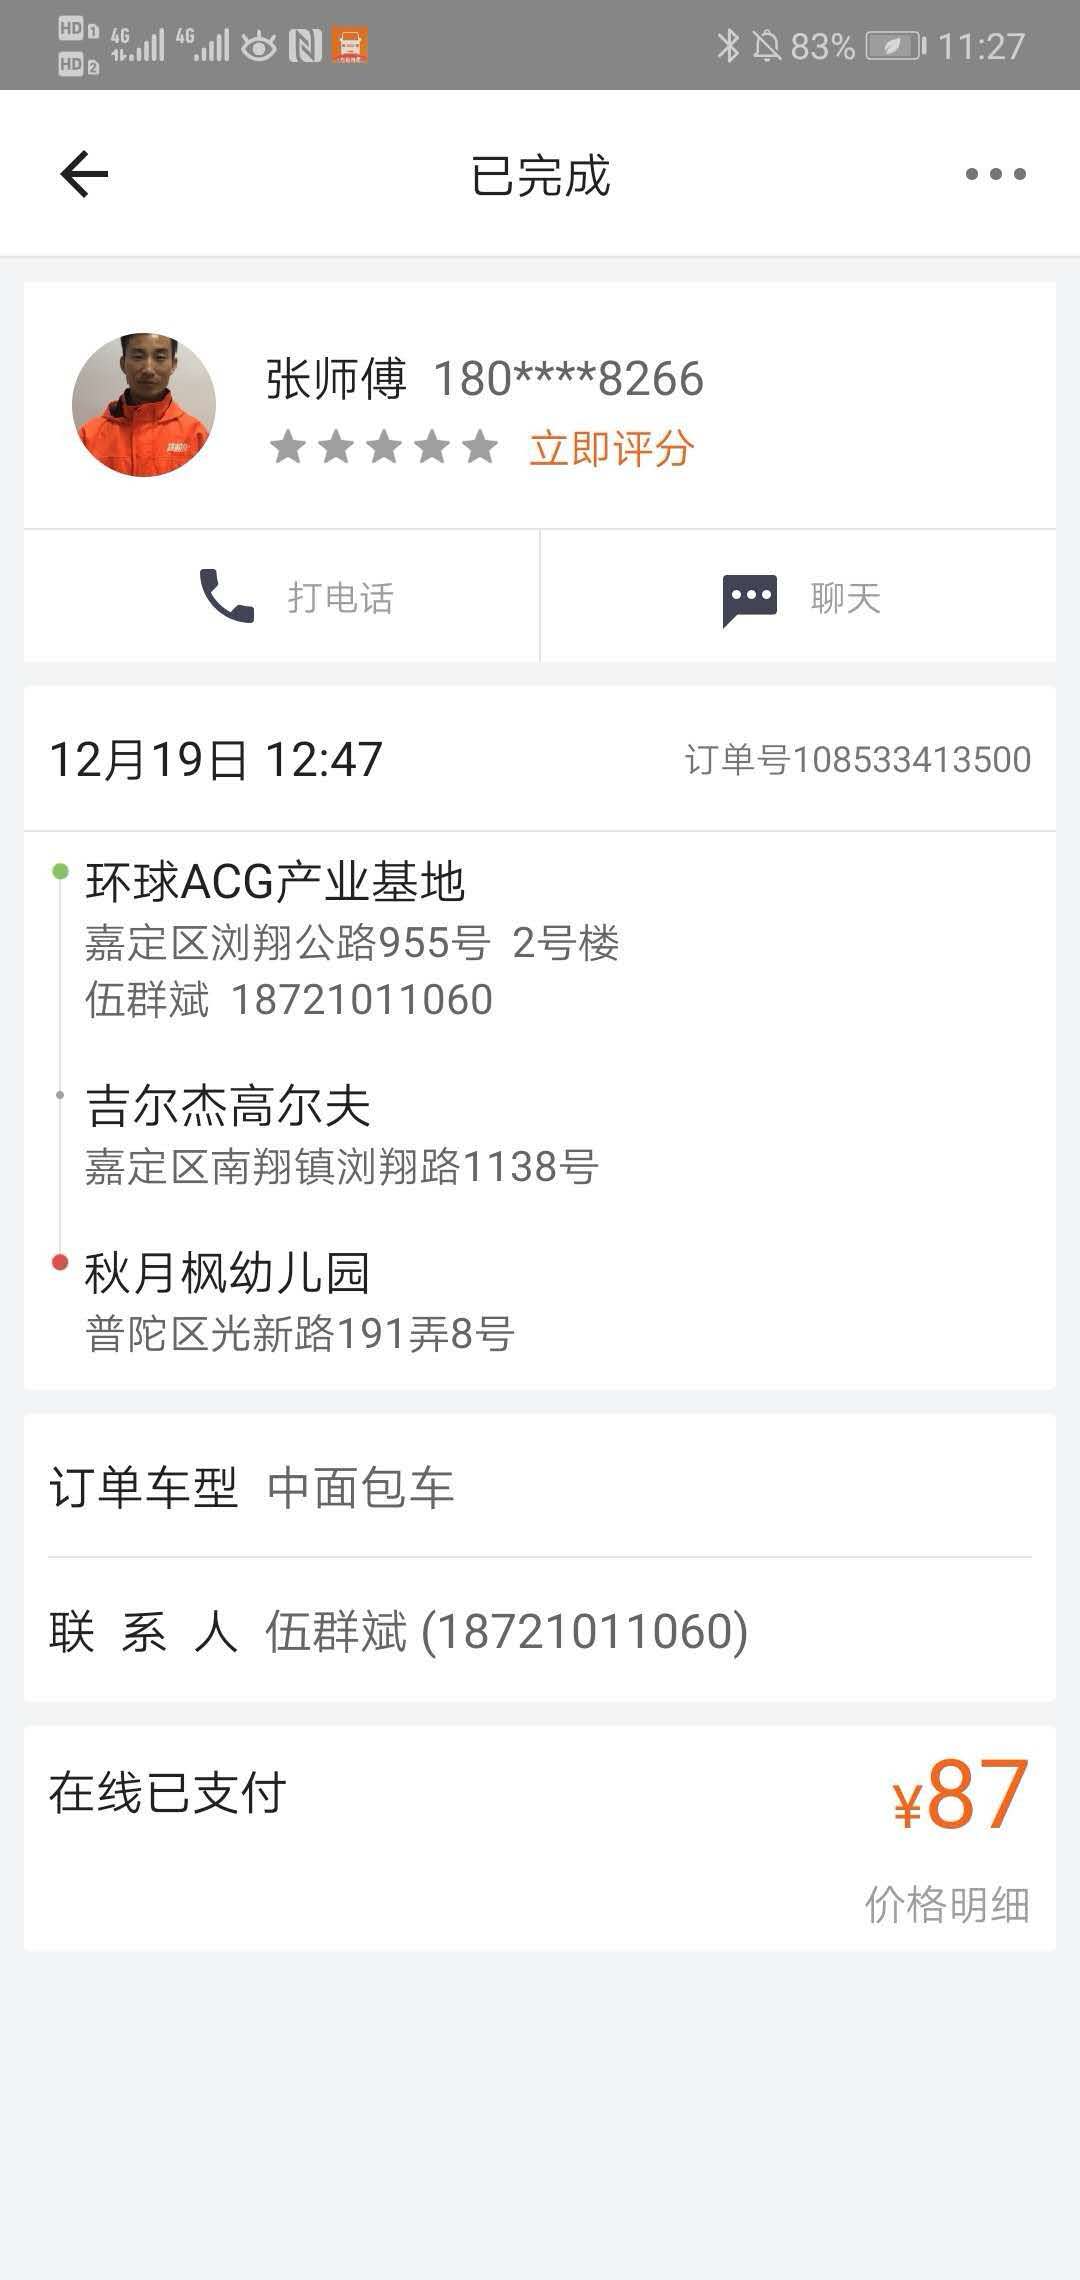 HD 1 4G 4G 83% 11:27
HD 2
已完成
张师傅 180****8266
立即评分
打电话 聊天
12月19日 12:47 订单号108533413500
环球ACG产业基地
嘉定区浏翔公路955号 2号楼
伍群斌 18721011060
吉尔杰高尔夫
嘉定区南翔镇浏翔路1138号
秋月枫幼儿园
普陀区光新路191弄8号
订单车型 中面包车
联系人 伍群斌 (18721011060)
在线已支付 ¥87
价格明细